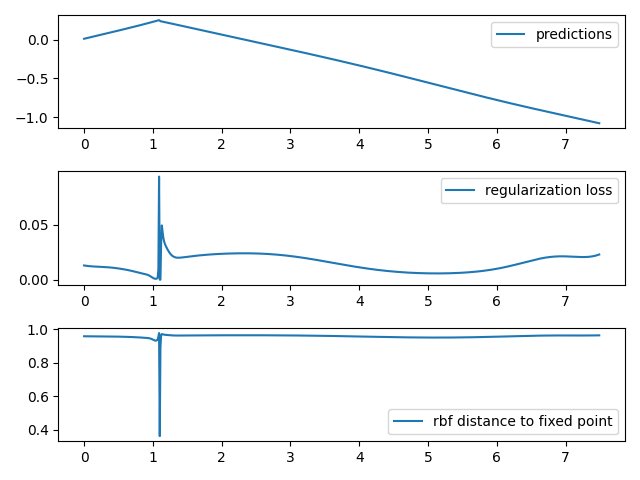 predictions
0.0
−0.5
−1.0
0 1 2 3 4 5 6 7
regularization loss
0.05
0.00
0 1 2 3 4 5 6 7
1.0
0.8
0.6
0.4
rbf distance to fixed point
0 1 2 3 4 5 6 7